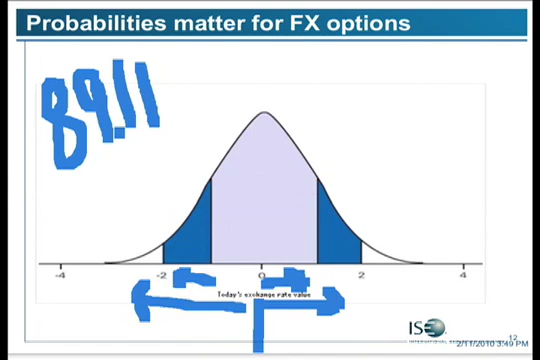 Probabilities matter for FX options
89.11
-4 -2 0 2 4
Today's exchange rate value
ISE
12
2/11/2010 3:49 PM